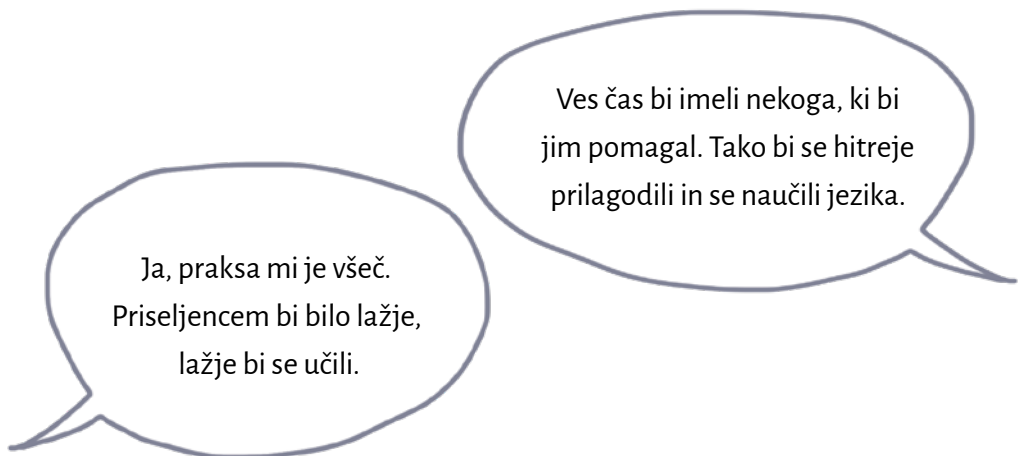 Ves čas bi imeli nekoga, ki bi
jim pomagal. Tako bi se hitreje
prilagodili in se naučili jezika.
Ja, praksa mi je všeč.
Priseljencem bi bilo lažje,
lažje bi se učili.